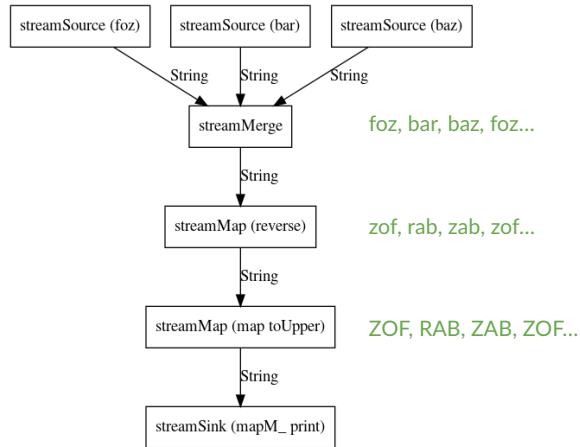 streamSource (foz)
streamSource (bar)
streamSource (baz)
String
String
String
streamMerge
foz, bar, baz, foz...
String
streamMap (reverse)
zof, rab, zab, zof...
String
streamMap (map toUpper)
ZOF, RAB, ZAB, ZOF...
String
streamSink (mapM_ print)